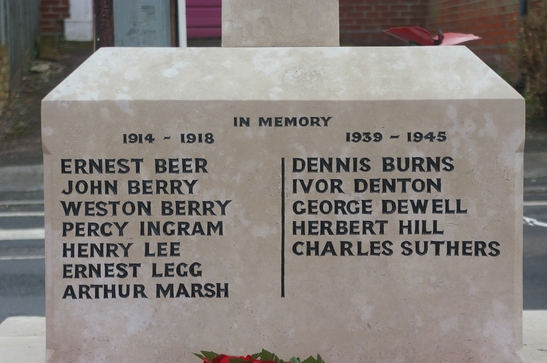 IN MEMORY
1914 - 1918
ERNEST BEER
JOHN BERRY
WESTON BERRY
PERCY INGRAM
HENRY LEE
ERNEST LEGG
ARTHUR MARSH
1939 - 1945
DENNIS BURNS
IVOR DENTON
GEORGE DEWELL
HERBERT HILL
CHARLES SUTHERS